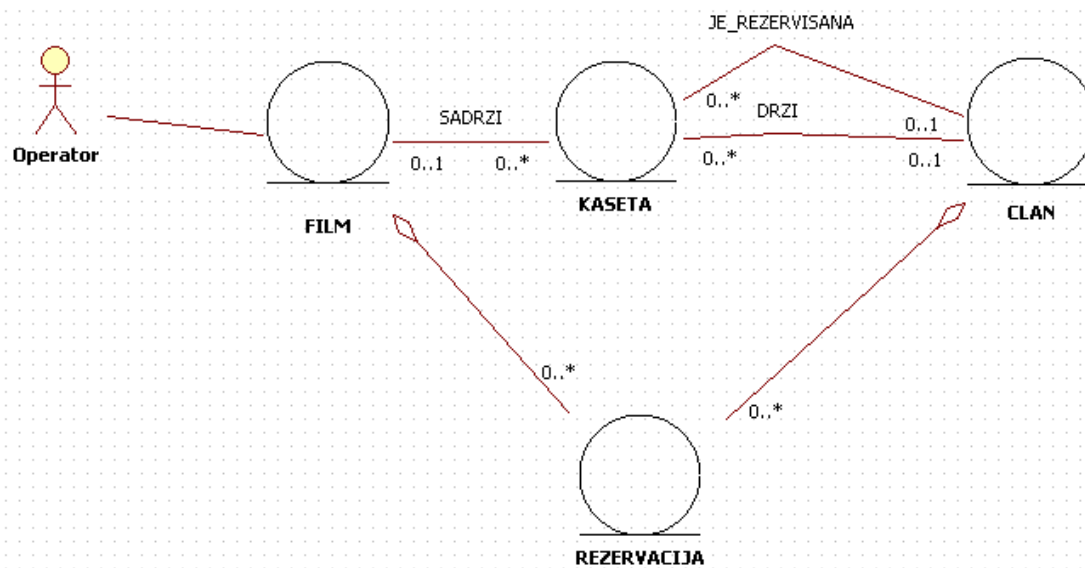 JE_REZERVISANA
0..*
SADRZI
DRZI
0..1
Operator
0..1
0..*
0..*
0..1
FILM
KASETA
CLAN
0..*
0..*
REZERVACIJA